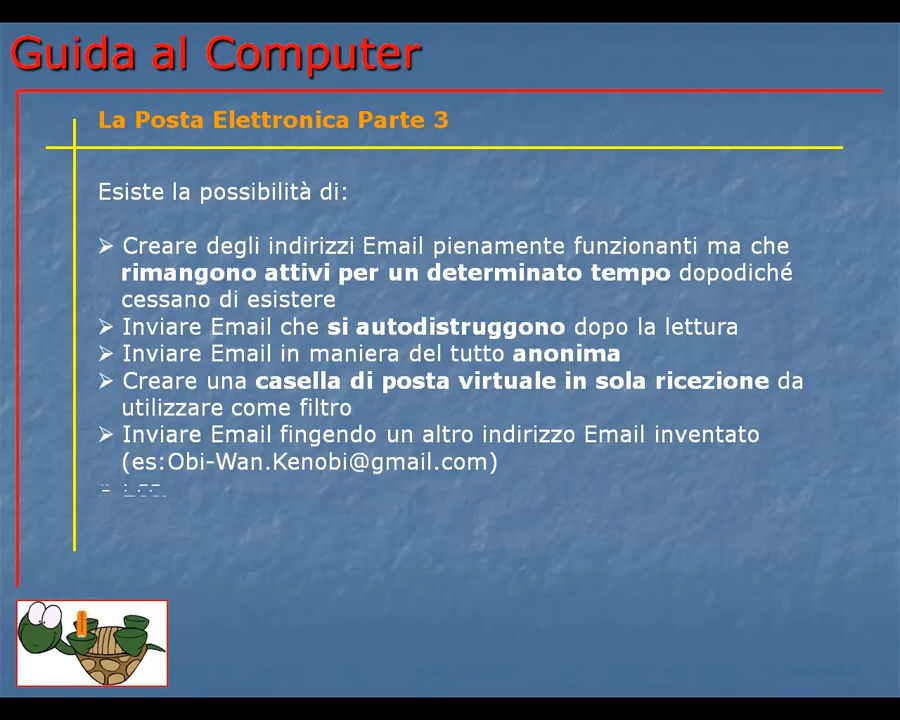 Guida al Computer
La Posta Elettronica Parte 3
Esiste la possibilità di:
➢ Creare degli indirizzi Email pienamente funzionanti ma che
rimangono attivi per un determinato tempo dopodiché
cessano di esistere
➢ Inviare Email che si autodistruggono dopo la lettura
➢ Inviare Email in maniera del tutto anonima
➢ Creare una casella di posta virtuale in sola ricezione da
utilizzare come filtro
➢ Inviare Email fingendo un altro indirizzo Email inventato
(es:Obi-Wan.Kenobi@gmail.com)